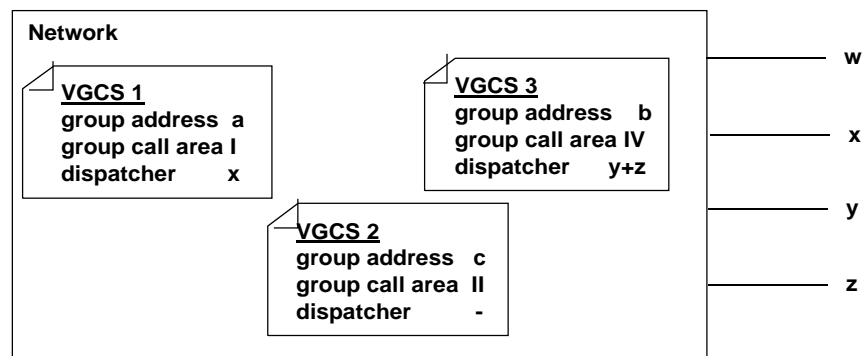 Network
VGCS 1
group address a
group call area I
dispatcher x
VGCS 3
group address b
group call area IV
dispatcher y+z
VGCS 2
group address c
group call area II
dispatcher -
w
x
y
z